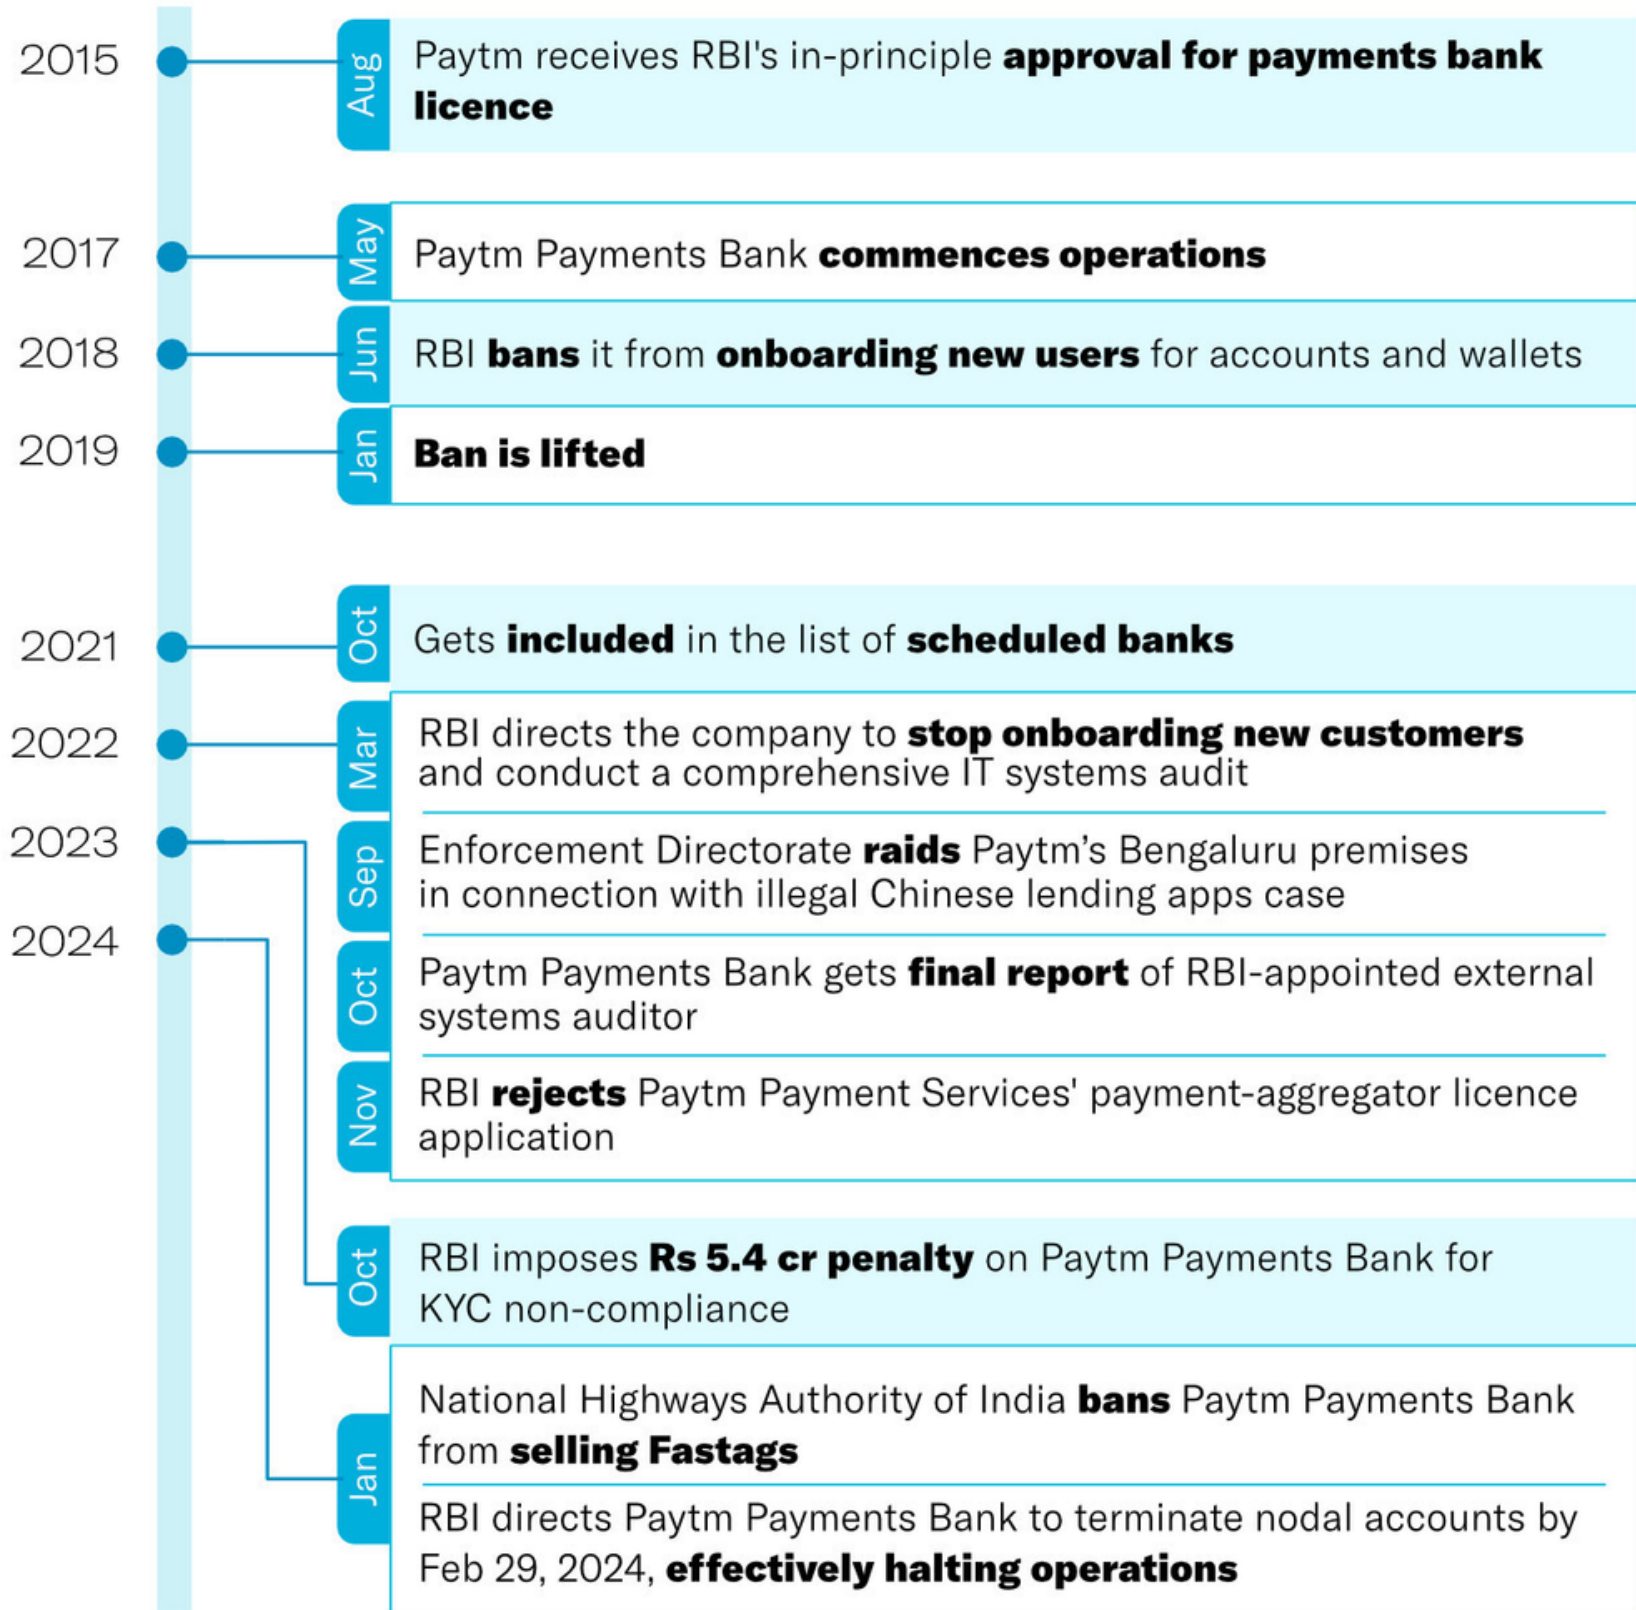 2015
Aug
Paytm receives RBI's in-principle approval for payments bank
licence
2017
May
Paytm Payments Bank commences operations
2018
Jun
RBI bans it from onboarding new users for accounts and wallets
2019
Jan
Ban is lifted
2021
Oct
Gets included in the list of scheduled banks
2022
Mar
RBI directs the company to stop onboarding new customers
and conduct a comprehensive IT systems audit
2023
Sep
Enforcement Directorate raids Paytm’s Bengaluru premises
in connection with illegal Chinese lending apps case
2024
Oct
Paytm Payments Bank gets final report of RBI-appointed external
systems auditor
Nov
RBI rejects Paytm Payment Services' payment-aggregator licence
application
Oct
RBI imposes Rs 5.4 cr penalty on Paytm Payments Bank for
KYC non-compliance
Jan
National Highways Authority of India bans Paytm Payments Bank
from selling Fastags
RBI directs Paytm Payments Bank to terminate nodal accounts by
Feb 29, 2024, effectively halting operations